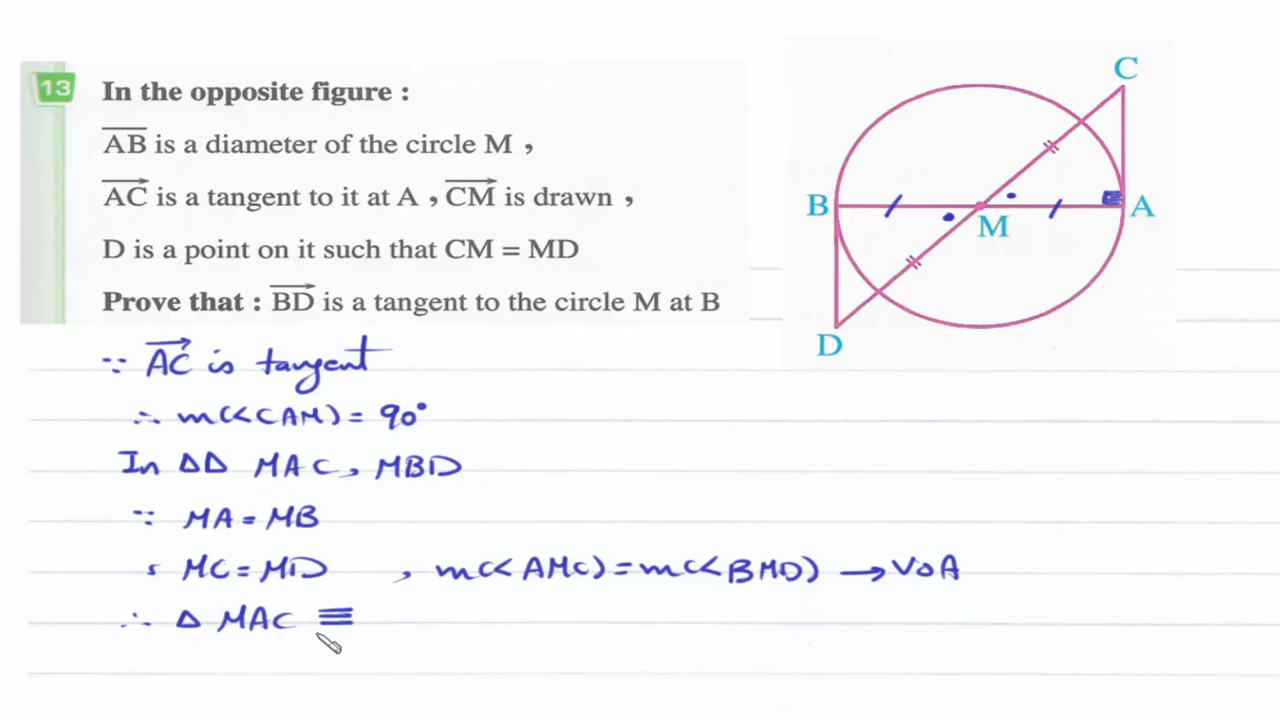 13 In the opposite figure :
AB is a diameter of the circle M ,
AC is a tangent to it at A , CM is drawn ,
D is a point on it such that CM = MD
Prove that : BD is a tangent to the circle M at B
C
B
M
A
D
∵ AC is tangent
∴ m(<CAM) = 90°
In ΔΔ MAC, MBD
∵ MA = MB
, MC = MD , m(<AMC) = m(<BMD) → VOA
∴ Δ MAC ≡